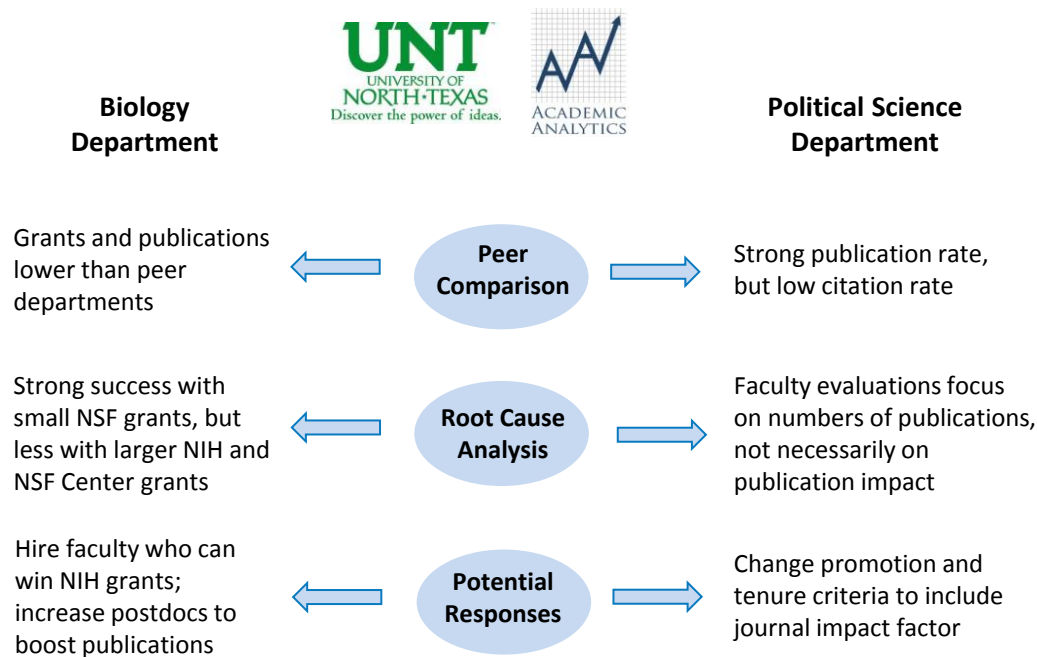 UNT
UNIVERSITY OF
NORTH·TEXAS
Discover the power of ideas.
ACADEMIC
ANALYTICS
Biology
Department
Political Science
Department
Grants and publications
lower than peer
departments
Peer
Comparison
Strong publication rate,
but low citation rate
Strong success with
small NSF grants, but
less with larger NIH and
NSF Center grants
Root Cause
Analysis
Faculty evaluations focus
on numbers of publications,
not necessarily on
publication impact
Hire faculty who can
win NIH grants;
increase postdocs to
boost publications
Potential
Responses
Change promotion and
tenure criteria to include
journal impact factor